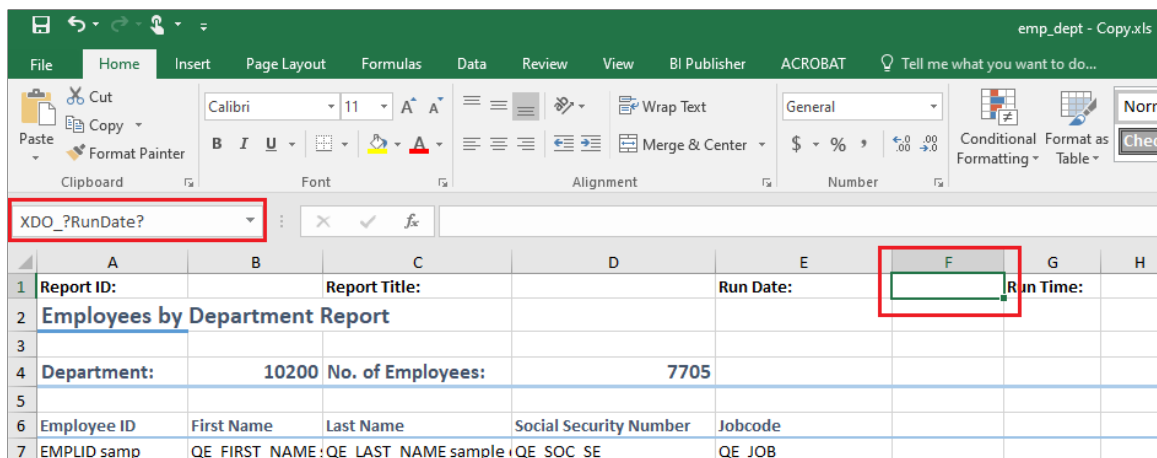 emp_dept - Copy.xls
File Home Insert Page Layout Formulas Data Review View BI Publisher ACROBAT Tell me what you want to do...
Paste
Cut
Copy
Format Painter
Clipboard
Calibri 11 A A
B I U A
Font
Wrap Text
Merge & Center
Alignment
General
$ % , .00 .00 .0
Number
Conditional Formatting
Format as Table
XDO_?RunDate? fx
A B C D E F G H
1 Report ID: Report Title: Run Date: Run Time:
2 Employees by Department Report
3
4 Department: 10200 No. of Employees: 7705
5
6 Employee ID First Name Last Name Social Security Number Jobcode
7 EMPLID samp QE_FIRST_NAME QE_LAST_NAME sample QE_SOC_SE QE_JOB